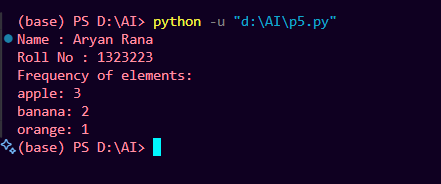 (base) PS D:\AI> python -u "d:\AI\p5.py"
Name : Aryan Rana
Roll No : 1323223
Frequency of elements:
apple: 3
banana: 2
orange: 1
(base) PS D:\AI>